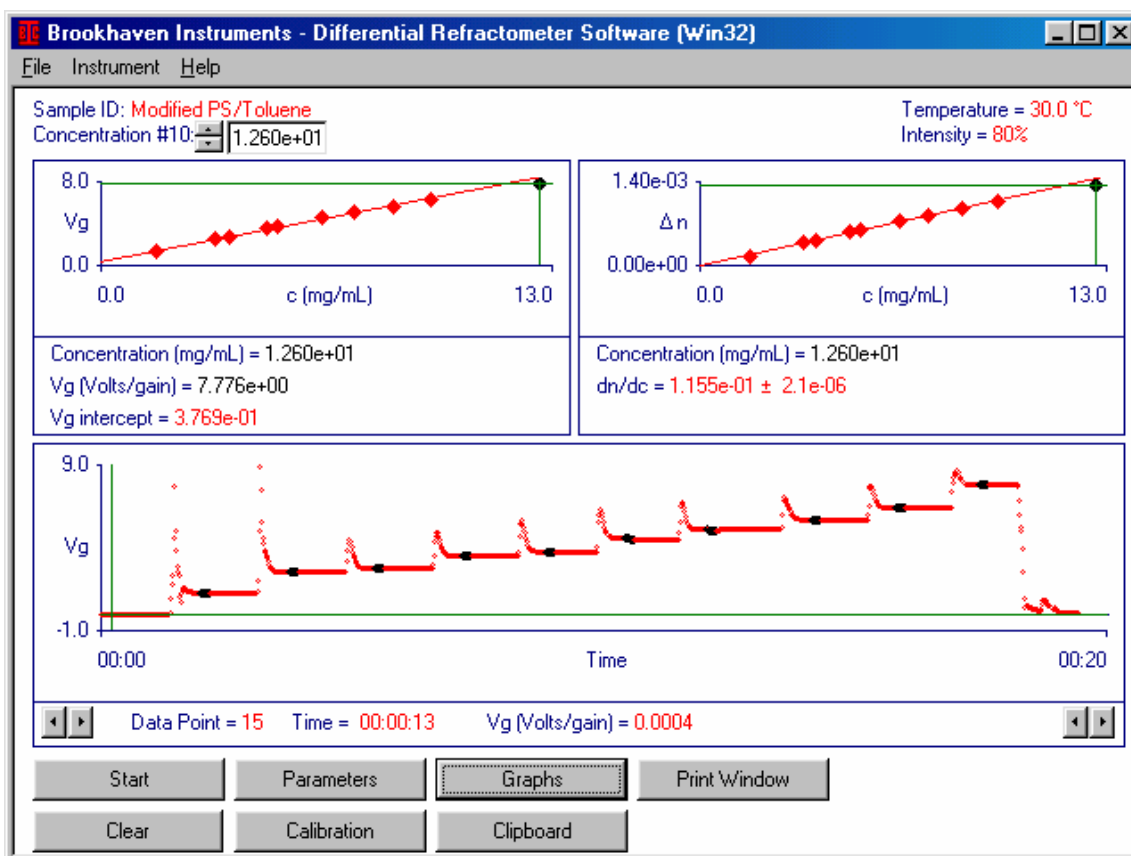 Brookhaven Instruments - Differential Refractometer Software (Win32)
File Instrument Help
Sample ID: Modified PS/Toluene
Temperature = 30.0 °C
Concentration #10: 1.260e+01
Intensity = 80%
8.0
Vg
0.0
0.0 c (mg/mL) 13.0
1.40e-03
Δn
0.00e+00
0.0 c (mg/mL) 13.0
Concentration (mg/mL) = 1.260e+01
Vg (Volts/gain) = 7.776e+00
Vg intercept = 3.769e-01
Concentration (mg/mL) = 1.260e+01
dn/dc = 1.155e-01 ± 2.1e-06
9.0
Vg
-1.0
00:00 Time 00:20
Data Point = 15 Time = 00:00:13 Vg (Volts/gain) = 0.0004
Start Parameters Graphs Print Window
Clear Calibration Clipboard